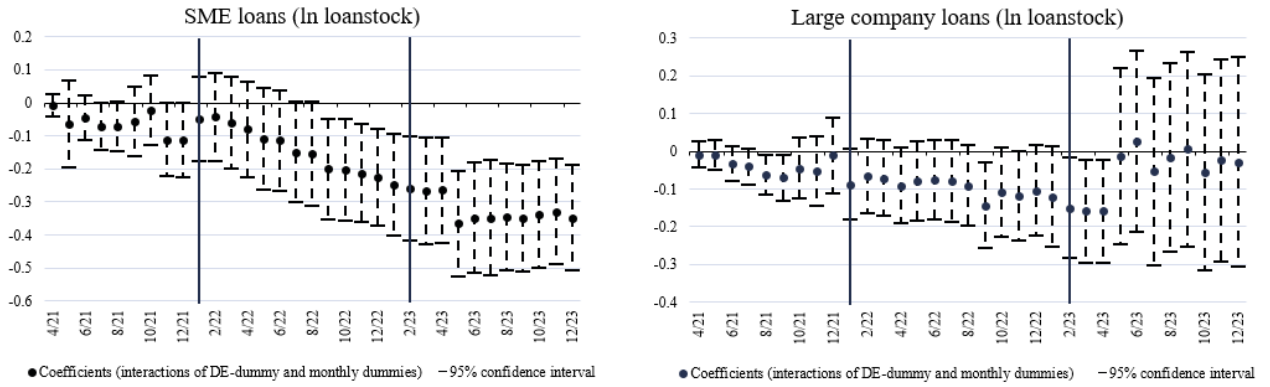 SME loans (ln loanstock)
0.2
0.1
0
-0.1
-0.2
-0.3
-0.4
-0.5
-0.6
4/21 6/21 8/21 10/21 12/21 2/22 4/22 6/22 8/22 10/22 12/22 2/23 4/23 6/23 8/23 10/23 12/23
Coefficients (interactions of DE-dummy and monthly dummies) 95% confidence interval
Large company loans (ln loanstock)
0.3
0.2
0.1
0
-0.1
-0.2
-0.3
-0.4
4/21 6/21 8/21 10/21 12/21 2/22 4/22 6/22 8/22 10/22 12/22 2/23 4/23 6/23 8/23 10/23 12/23
Coefficients (interactions of DE-dummy and monthly dummies) 95% confidence interval